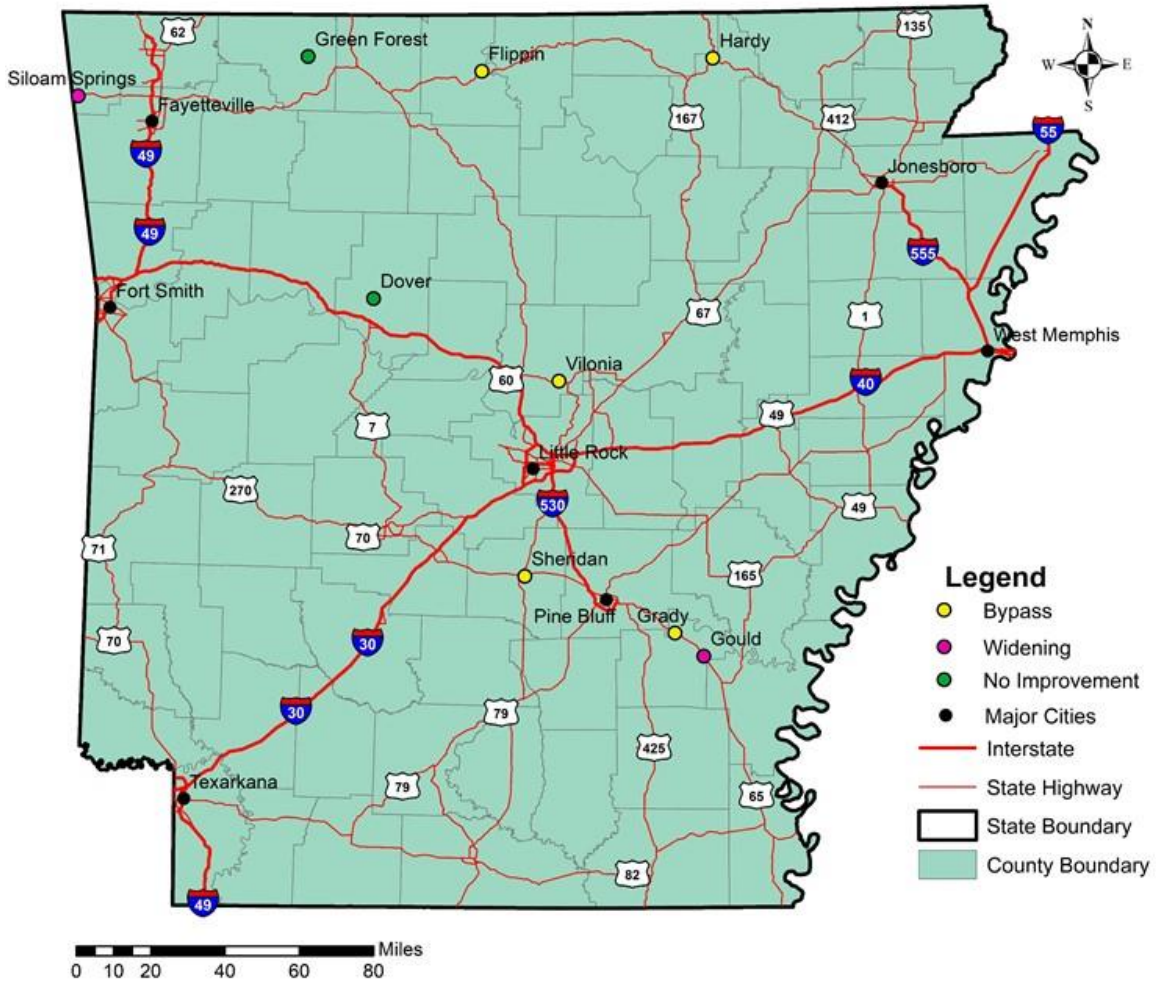 N
W E
S
62
Green Forest
Flippin
Hardy
135
Siloam Springs
Fayetteville
167
412
55
49
Jonesboro
49
555
Fort Smith
Dover
67
1
West Memphis
Vilonia
60
40
7
49
Little Rock
270
530
49
70
71
Sheridan
165
Pine Bluff
Grady
Gould
70
30
30
79
425
79
65
Texarkana
82
49
Legend
Bypass
Widening
No Improvement
Major Cities
Interstate
State Highway
State Boundary
County Boundary
Miles
0 10 20 40 60 80